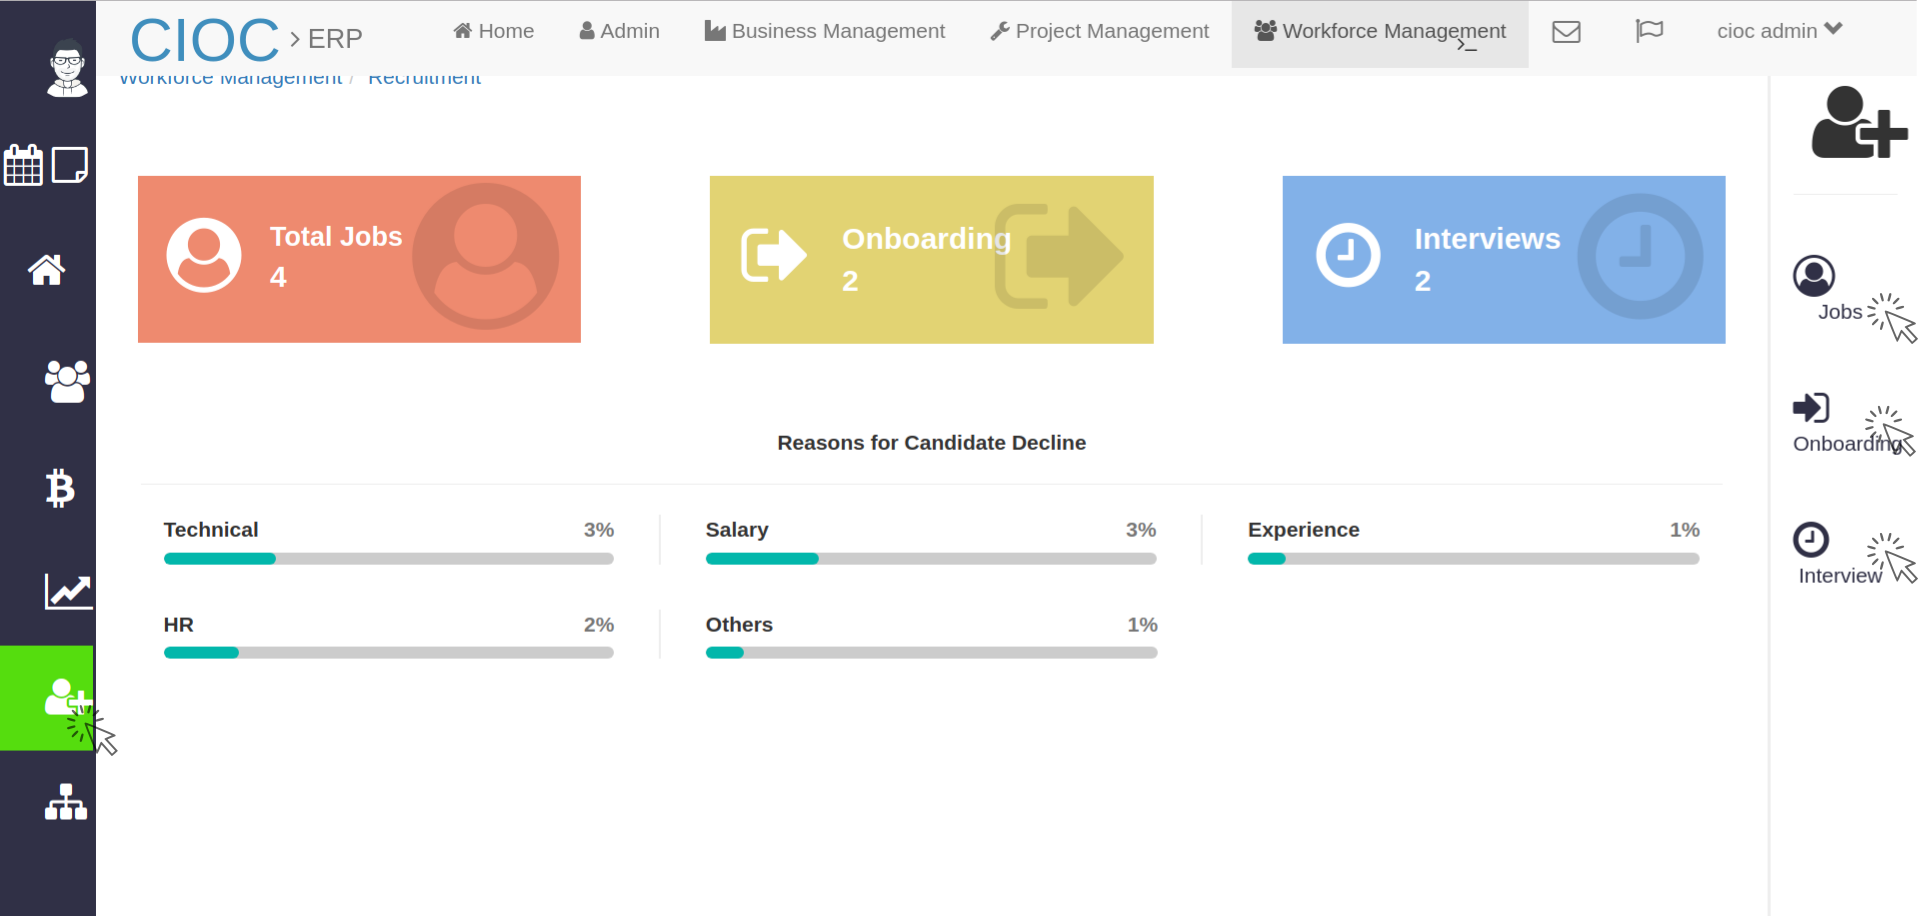 CIOC > ERP
Home
Admin
Business Management
Project Management
Workforce Management
>_
cioc admin
Workforce Management / Recruitment
Total Jobs
4
Onboarding
2
Interviews
2
Jobs
Onboarding
Interview
Reasons for Candidate Decline
Technical 3%
Salary 3%
Experience 1%
HR 2%
Others 1%